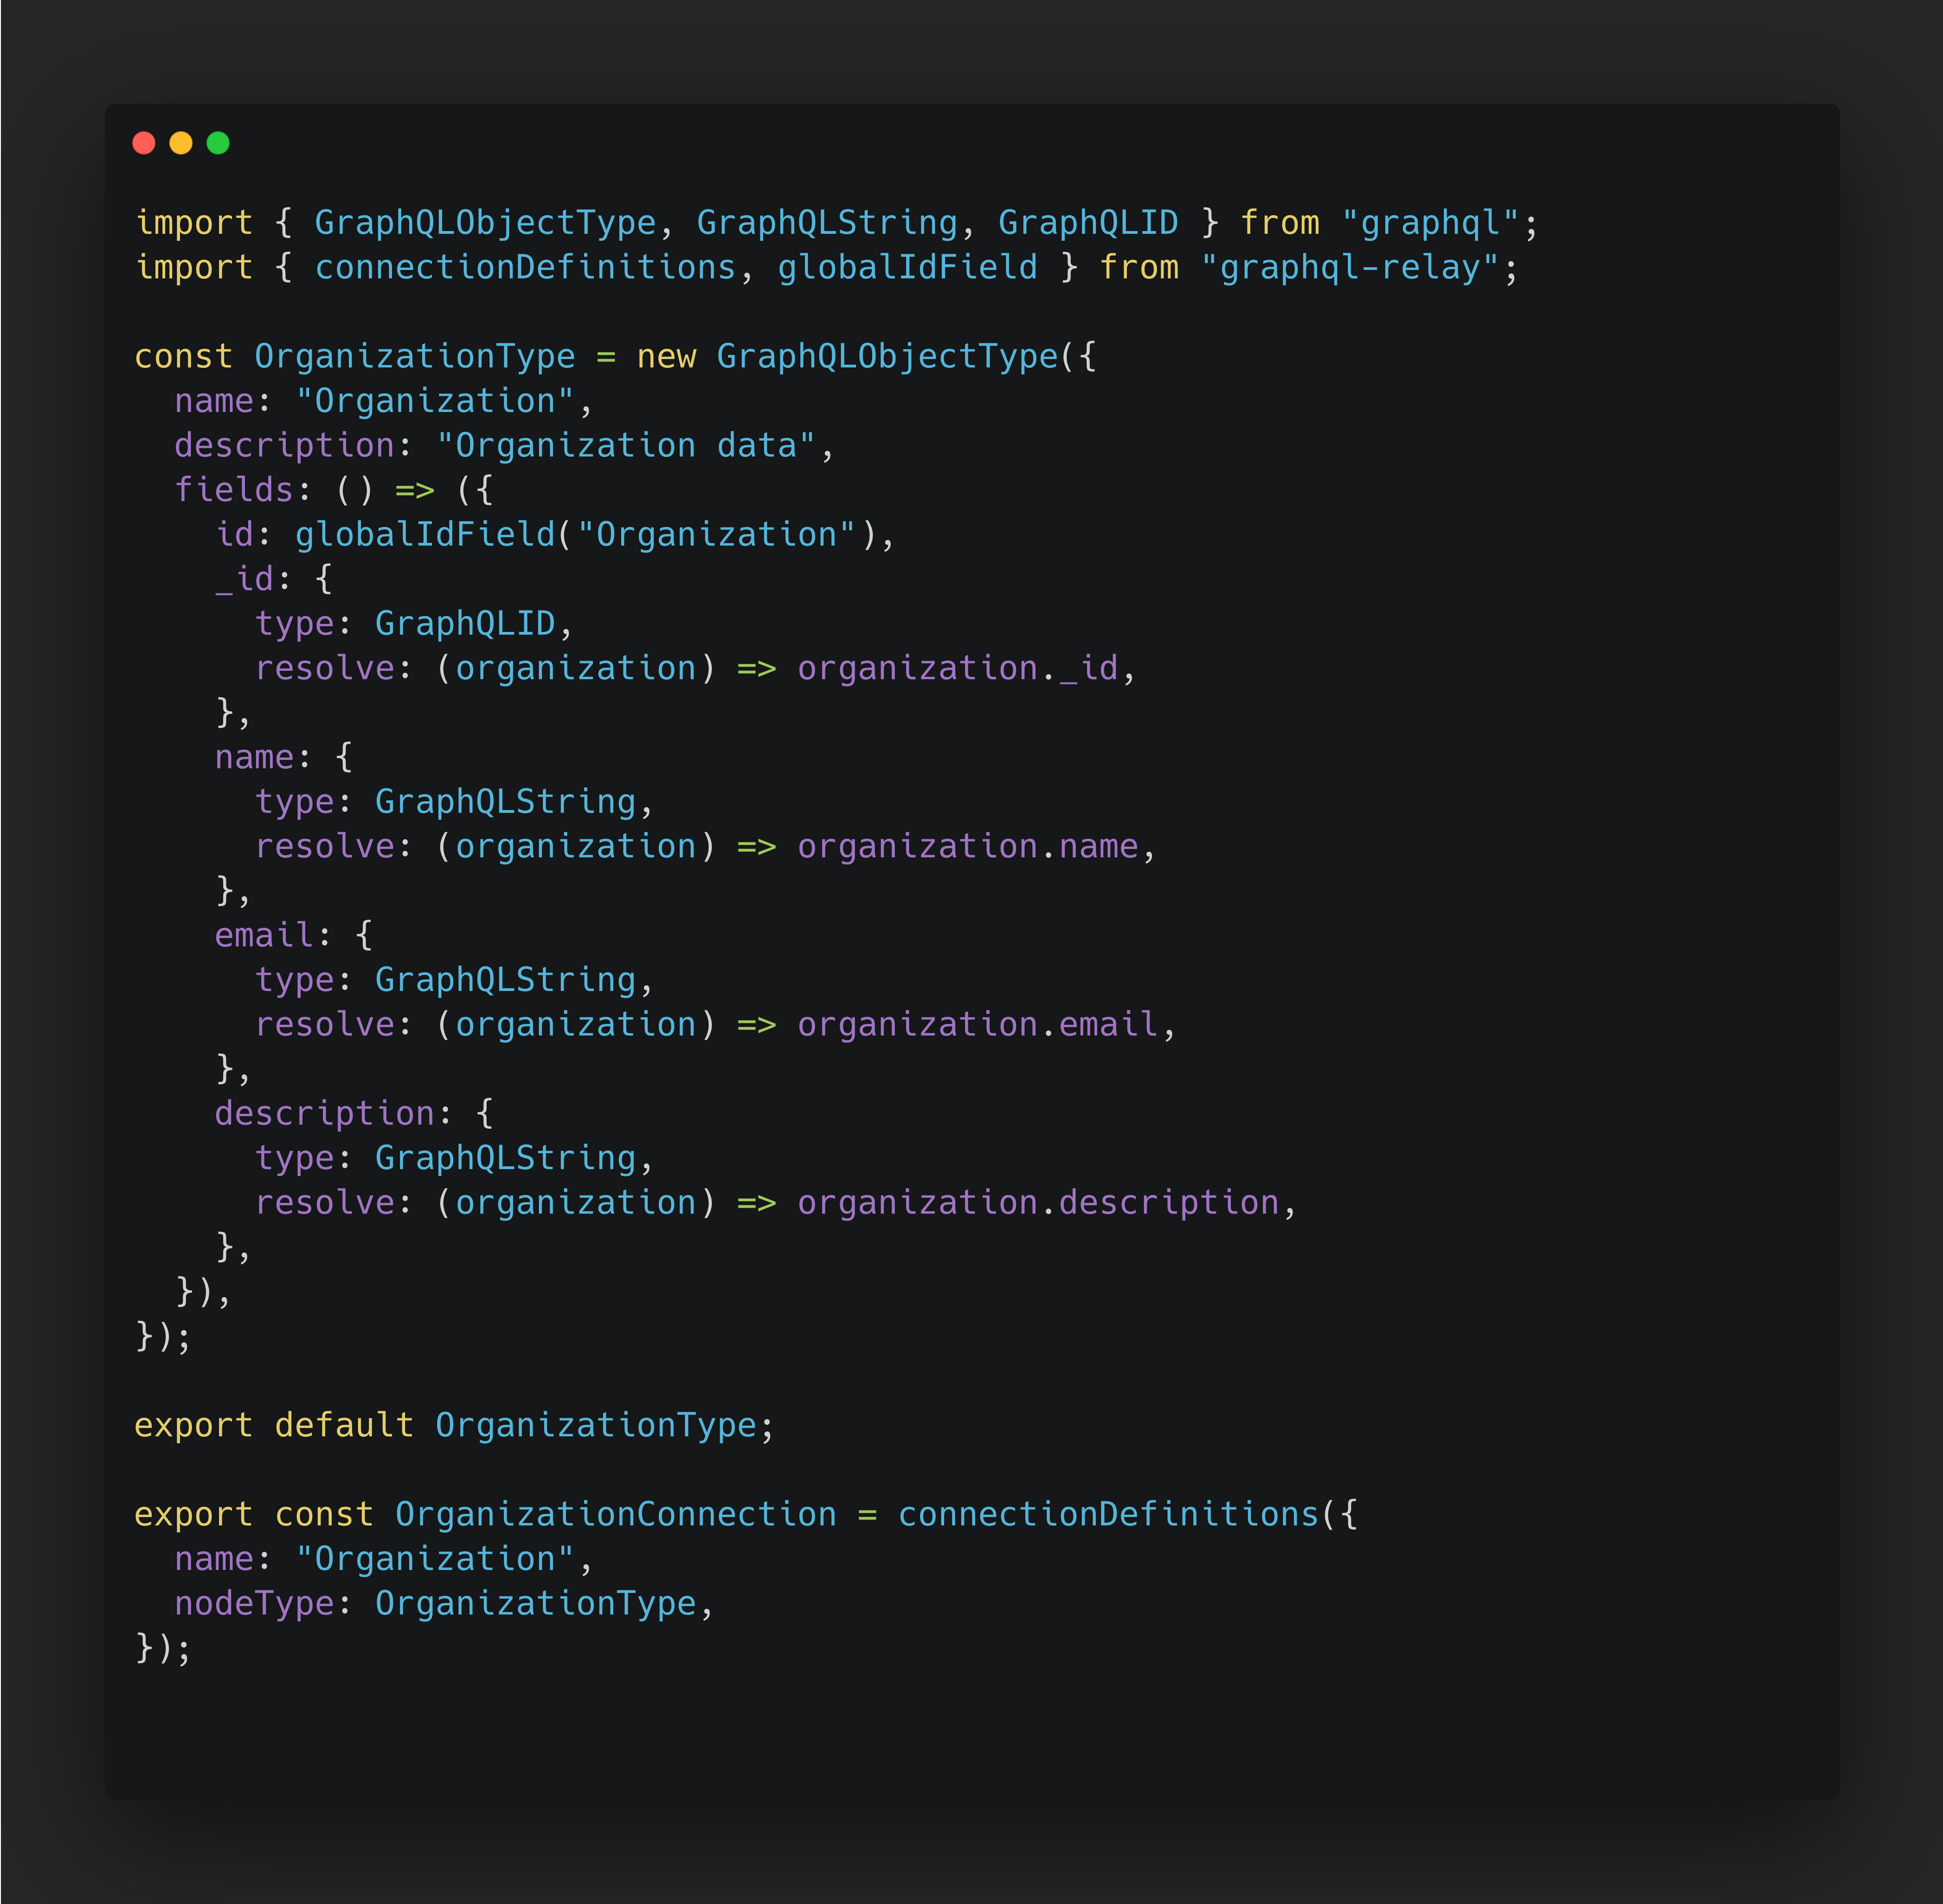 import { GraphQLObjectType, GraphQLString, GraphQLID } from "graphql";
import { connectionDefinitions, globalIdField } from "graphql-relay";

const OrganizationType = new GraphQLObjectType({
  name: "Organization",
  description: "Organization data",
  fields: () => ({
    id: globalIdField("Organization"),
    _id: {
      type: GraphQLID,
      resolve: (organization) => organization._id,
    },
    name: {
      type: GraphQLString,
      resolve: (organization) => organization.name,
    },
    email: {
      type: GraphQLString,
      resolve: (organization) => organization.email,
    },
    description: {
      type: GraphQLString,
      resolve: (organization) => organization.description,
    },
  }),
});

export default OrganizationType;

export const OrganizationConnection = connectionDefinitions({
  name: "Organization",
  nodeType: OrganizationType,
});